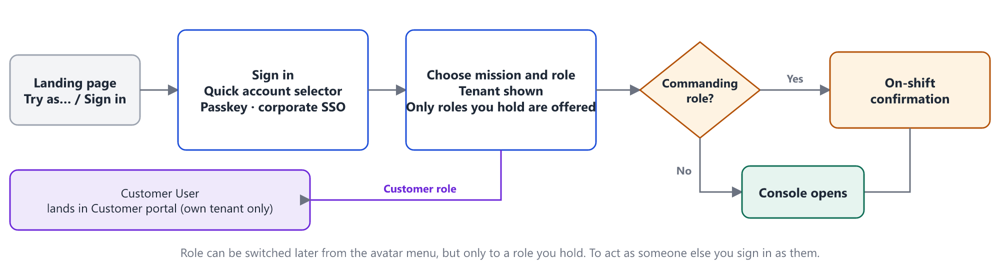 Landing page
Try as... / Sign in
Sign in
Quick account selector
Passkey · corporate SSO
Choose mission and role
Tenant shown
Only roles you hold are offered
Commanding
role?
Yes
On-shift
confirmation
No
Console opens
Customer role
Customer User
lands in Customer portal (own tenant only)
Role can be switched later from the avatar menu, but only to a role you hold. To act as someone else you sign in as them.